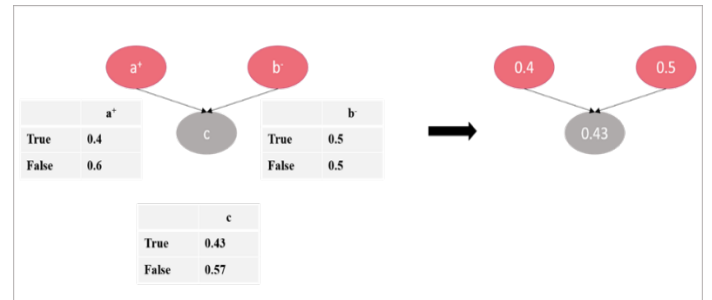 a⁺ b⁻ 0.4 0.5
a⁺
True 0.4
False 0.6
c
b⁻
True 0.5
False 0.5
0.43
c
True 0.43
False 0.57